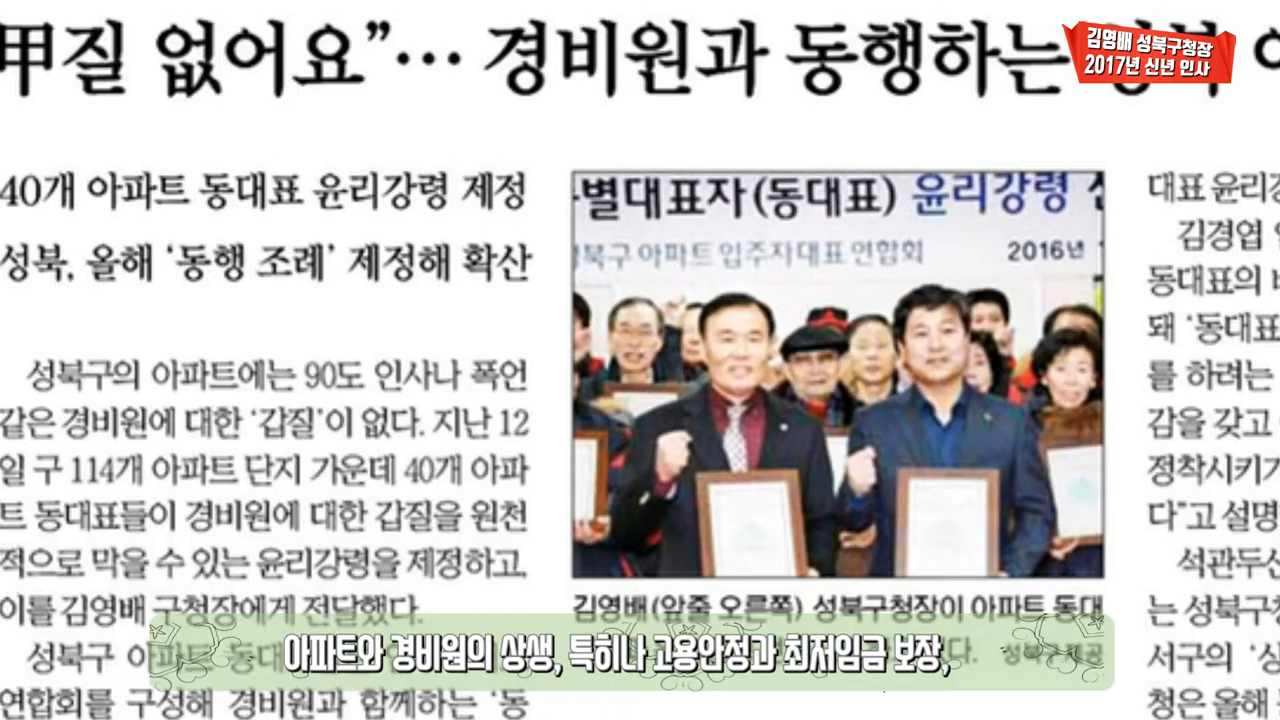 甲질 없어요”… 경비원과 동행하는
김영배 성북구청장
2017년 신년 인사
40개 아파트 동대표 윤리강령 제정
성북, 올해 ‘동행 조례’ 제정해 확산
성북구의 아파트에는 90도 인사나 폭언
같은 경비원에 대한 ‘갑질’이 없다. 지난 12
일 구 114개 아파트 단지 가운데 40개 아파
트 동대표들이 경비원에 대한 갑질을 원천
적으로 막을 수 있는 윤리강령을 제정하고,
이를 김영배 구청장에게 전달했다.
성북구 아파트 동대
연합회를 구성해 경비원과 함께하는 ‘동
별대표자(동대표) 윤리강령
성북구 아파트 입주자대표 연합회 2016년
김영배(앞줄 오른쪽) 성북구청장이 아파트 동대
다. 성북구 제공
대표 윤리강
김경엽
동대표의
돼 ‘동대표
를 하려는
감을 갖고
정착시키기
다”고 설명
석관두산
는 성북구청
서구의 ‘상
청은 올해
아파트와 경비원의 상생, 특히나 고용안정과 최저임금 보장,